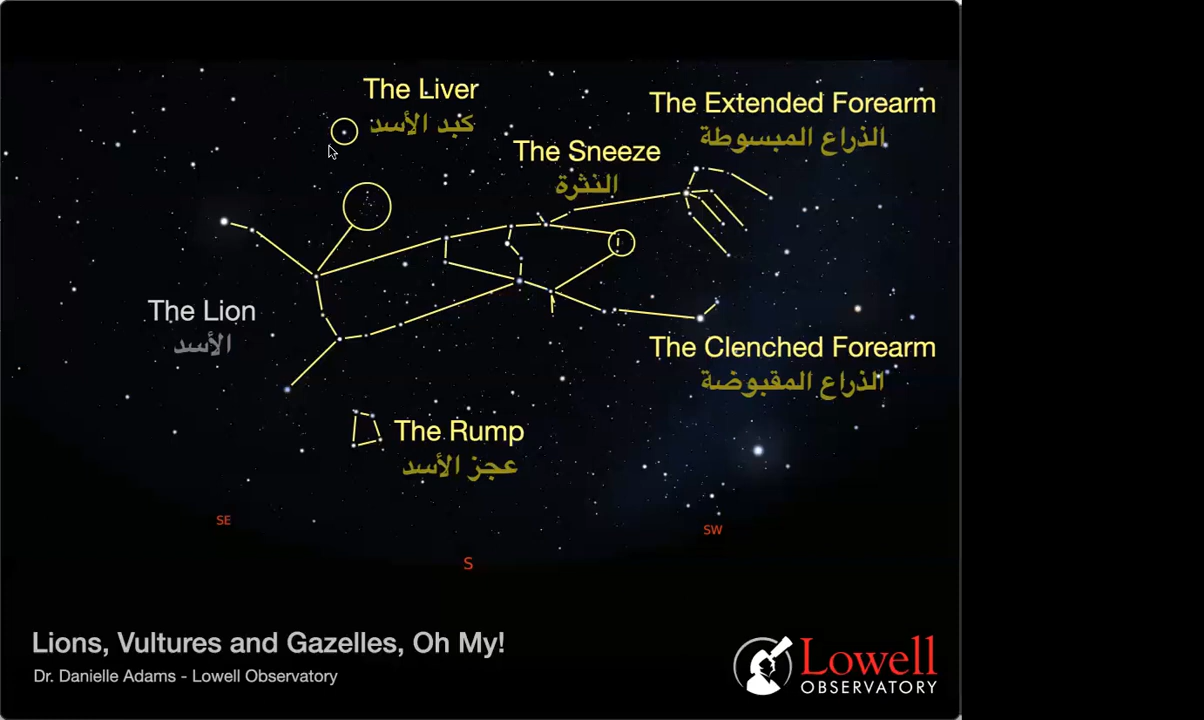 The Liver
كبد الأسد
The Extended Forearm
الذراع المبسوطة
The Sneeze
النثرة
The Lion
الأسد
The Clenched Forearm
الذراع المقبوضة
The Rump
عجز الأسد
SE
SW
S
Lions, Vultures and Gazelles, Oh My!
Dr. Danielle Adams - Lowell Observatory
Lowell
OBSERVATORY